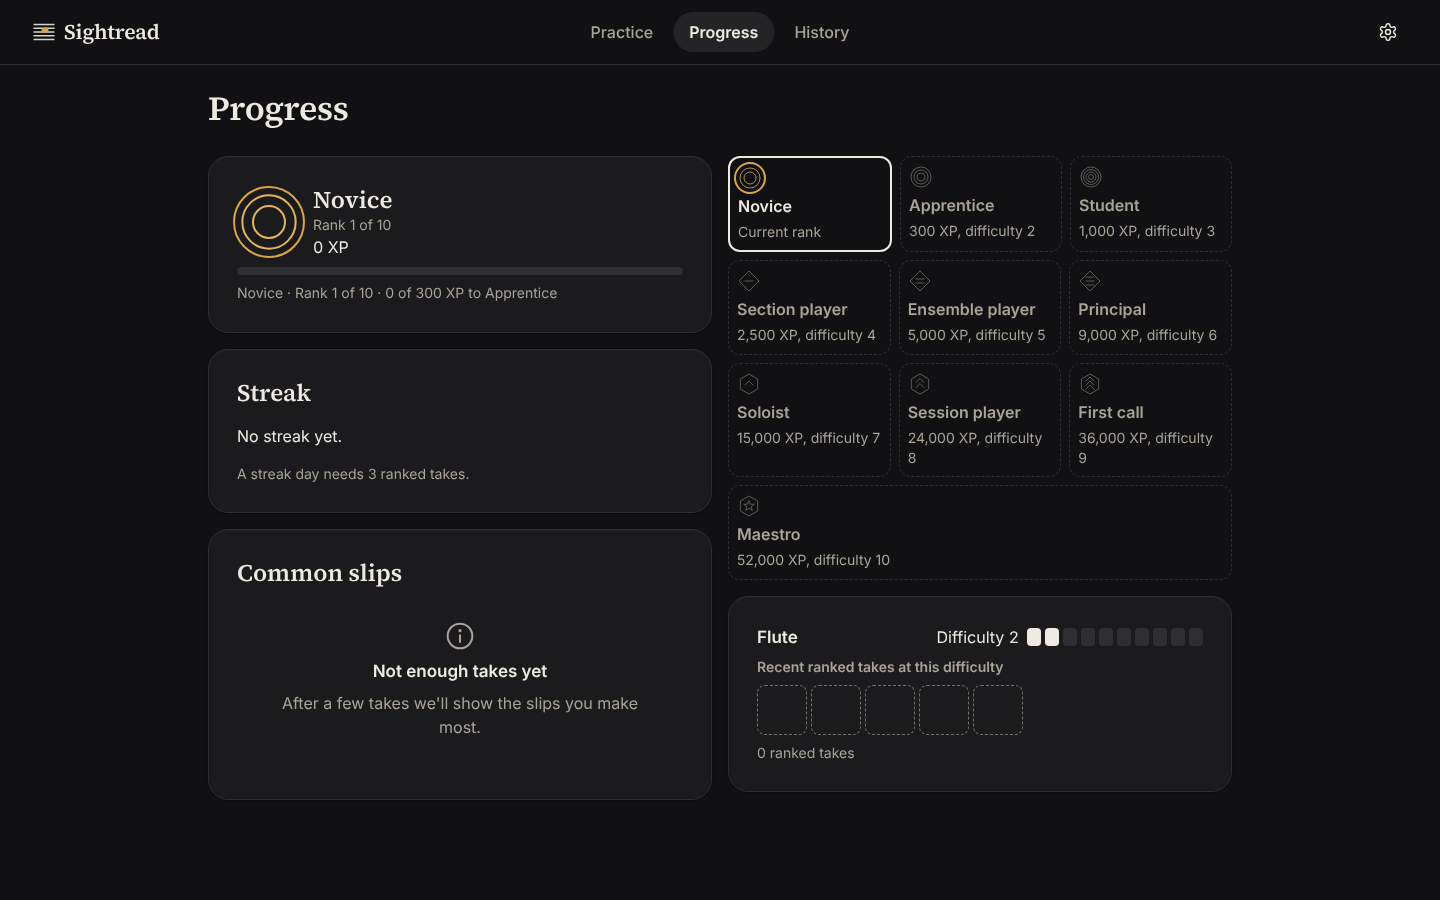 Sightread
Practice
Progress
History
Progress
Novice
Rank 1 of 10
0 XP
Novice · Rank 1 of 10 · 0 of 300 XP to Apprentice
Streak
No streak yet.
A streak day needs 3 ranked takes.
Common slips
Not enough takes yet
After a few takes we'll show the slips you make
most.
Novice
Current rank
Apprentice
300 XP, difficulty 2
Student
1,000 XP, difficulty 3
Section player
2,500 XP, difficulty 4
Ensemble player
5,000 XP, difficulty 5
Principal
9,000 XP, difficulty 6
Soloist
15,000 XP, difficulty 7
Session player
24,000 XP, difficulty
8
First call
36,000 XP, difficulty
9
Maestro
52,000 XP, difficulty 10
Flute
Difficulty 2
Recent ranked takes at this difficulty
0 ranked takes